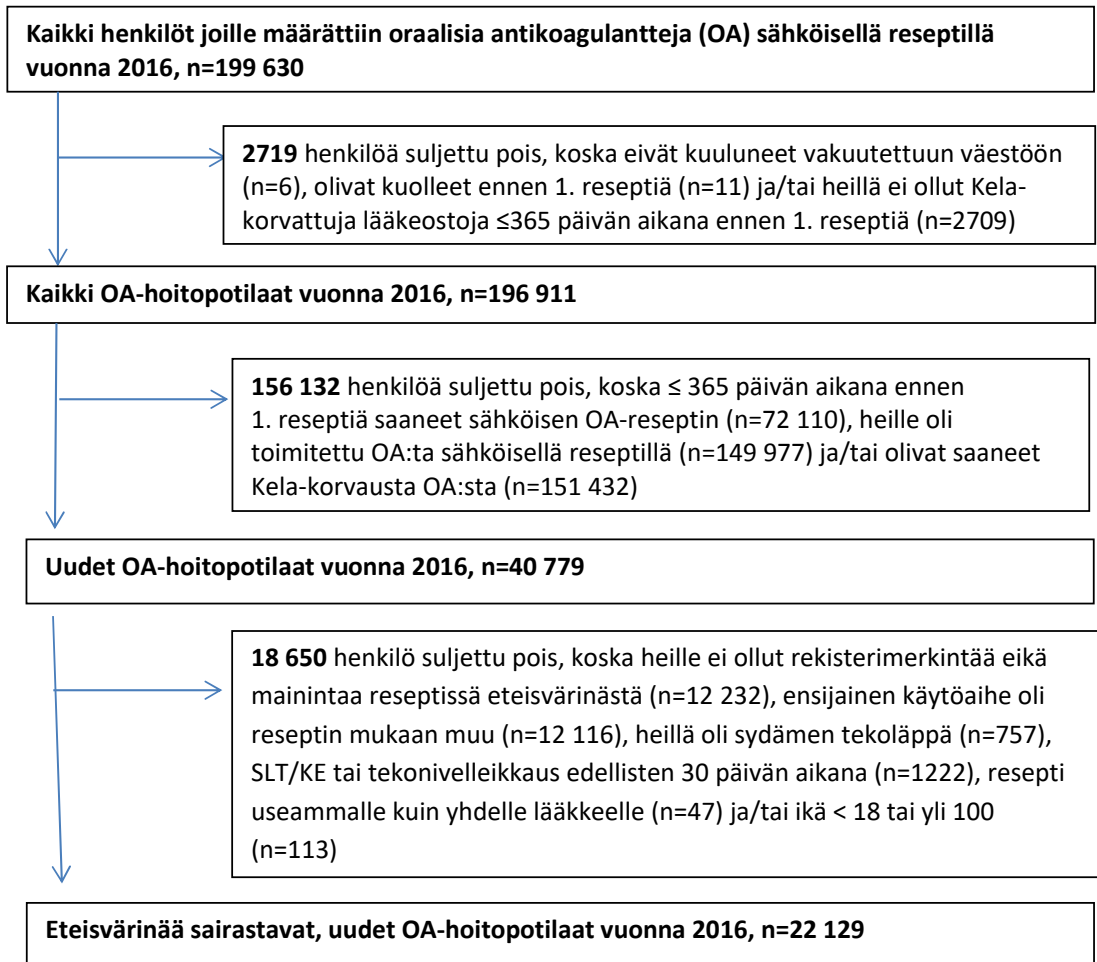 Kaikki henkilöt joille määrättiin oraalisia antikoagulantteja (OA) sähköisellä reseptillä
vuonna 2016, n=199 630
2719 henkilöä suljettu pois, koska eivät kuuluneet vakuutettuun väestöön
(n=6), olivat kuolleet ennen 1. reseptiä (n=11) ja/tai heillä ei ollut Kela-
korvattuja lääkeostoja ≤365 päivän aikana ennen 1. reseptiä (n=2709)
Kaikki OA-hoitopotilaat vuonna 2016, n=196 911
156 132 henkilöä suljettu pois, koska ≤ 365 päivän aikana ennen
1. reseptiä saaneet sähköisen OA-reseptin (n=72 110), heille oli
toimitettu OA:ta sähköisellä reseptillä (n=149 977) ja/tai olivat saaneet
Kela-korvausta OA:sta (n=151 432)
Uudet OA-hoitopotilaat vuonna 2016, n=40 779
18 650 henkilö suljettu pois, koska heille ei ollut rekisterimerkintää eikä
mainintaa reseptissä eteisvärinästä (n=12 232), ensijainen käytöaihe oli
reseptin mukaan muu (n=12 116), heillä oli sydämen tekoläppä (n=757),
SLT/KE tai tekonivelleikkaus edellisten 30 päivän aikana (n=1222), resepti
useammalle kuin yhdelle lääkkeelle (n=47) ja/tai ikä < 18 tai yli 100
(n=113)
Eteisvärinää sairastavat, uudet OA-hoitopotilaat vuonna 2016, n=22 129